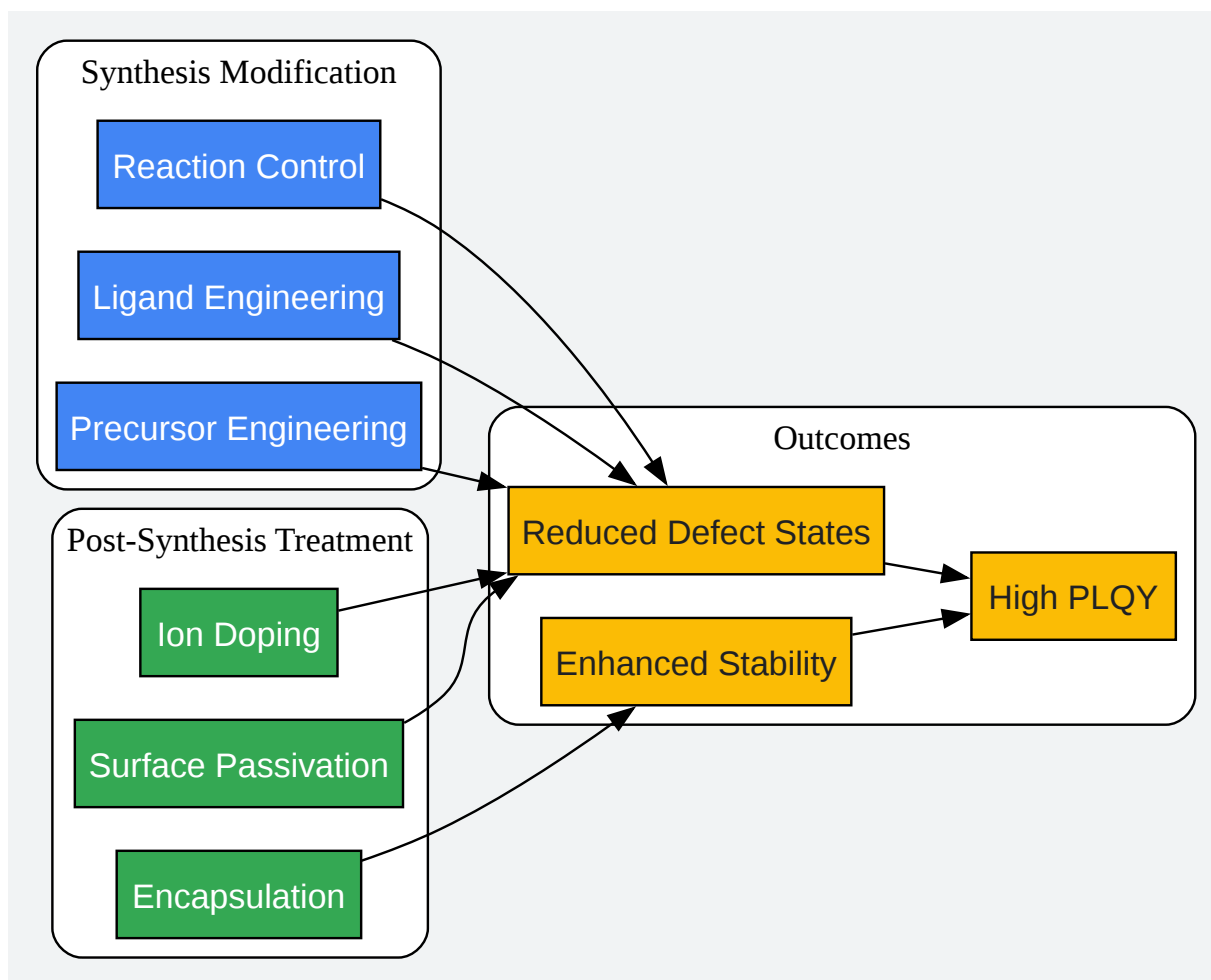 Synthesis Modification
Reaction Control
Ligand Engineering
Precursor Engineering
Post-Synthesis Treatment
Ion Doping
Surface Passivation
Encapsulation
Outcomes
Reduced Defect States
Enhanced Stability
High PLQY